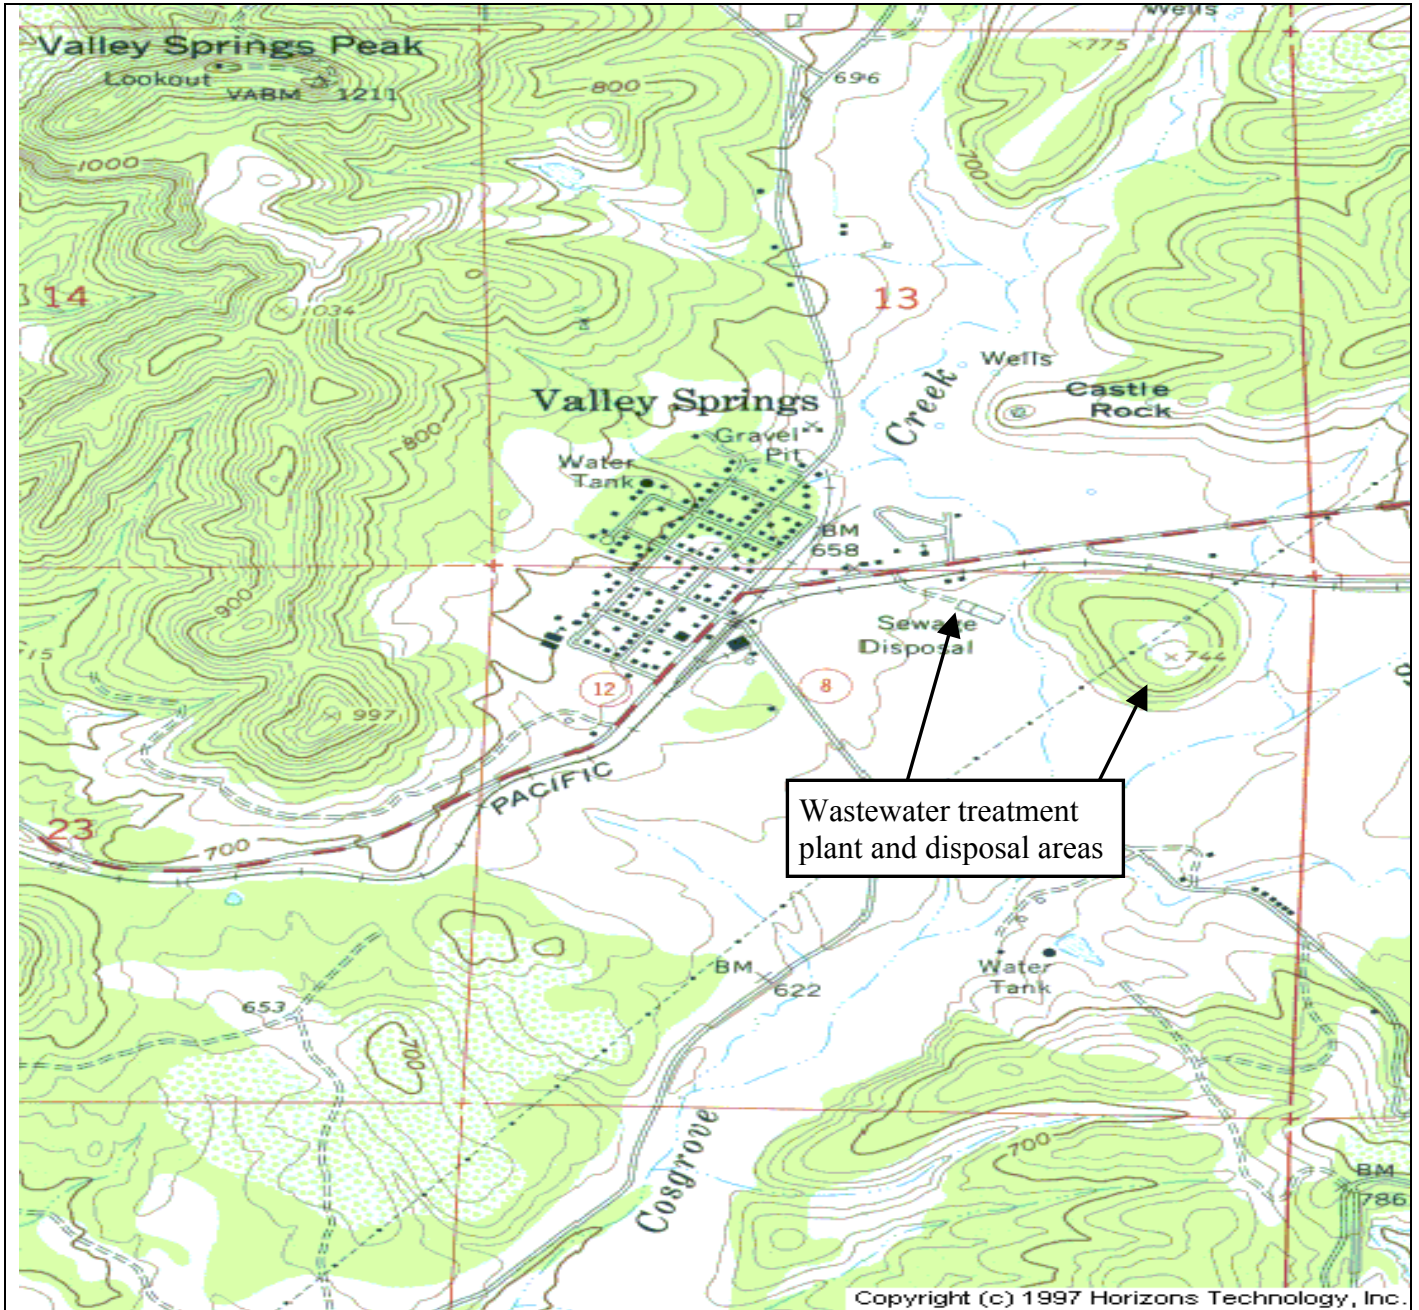 Wells
Valley Springs Peak
Lookout
VABM 1211
775
696
800
1000
700
14
13
1034
Wells
Castle
Rock
Valley Springs
Creek
Gravel
Pit
800
Water
Tank
BM
658
900
Sewage
Disposal
744
12
8
997
PACIFIC
Wastewater treatment
plant and disposal areas
23
700
BM
622
Water
Tank
653
700
Cosgrove
700
BM
786
Copyright (c) 1997 Horizons Technology, Inc.